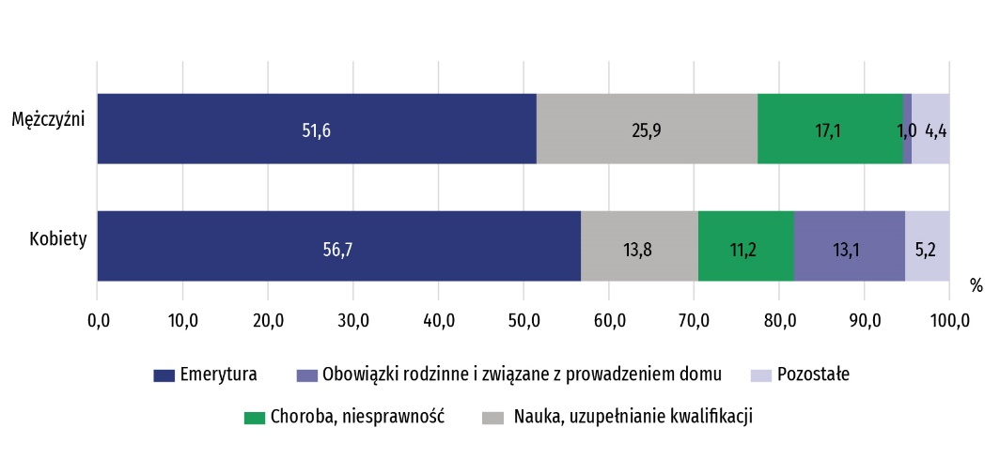 Mężczyźni
51,6 25,9 17,1 1,0 4,4
Kobiety
56,7 13,8 11,2 13,1 5,2
%
0,0 10,0 20,0 30,0 40,0 50,0 60,0 70,0 80,0 90,0 100,0
Emerytura Obowiązki rodzinne i związane z prowadzeniem domu Pozostałe
Choroba, niesprawność Nauka, uzupełnianie kwalifikacji